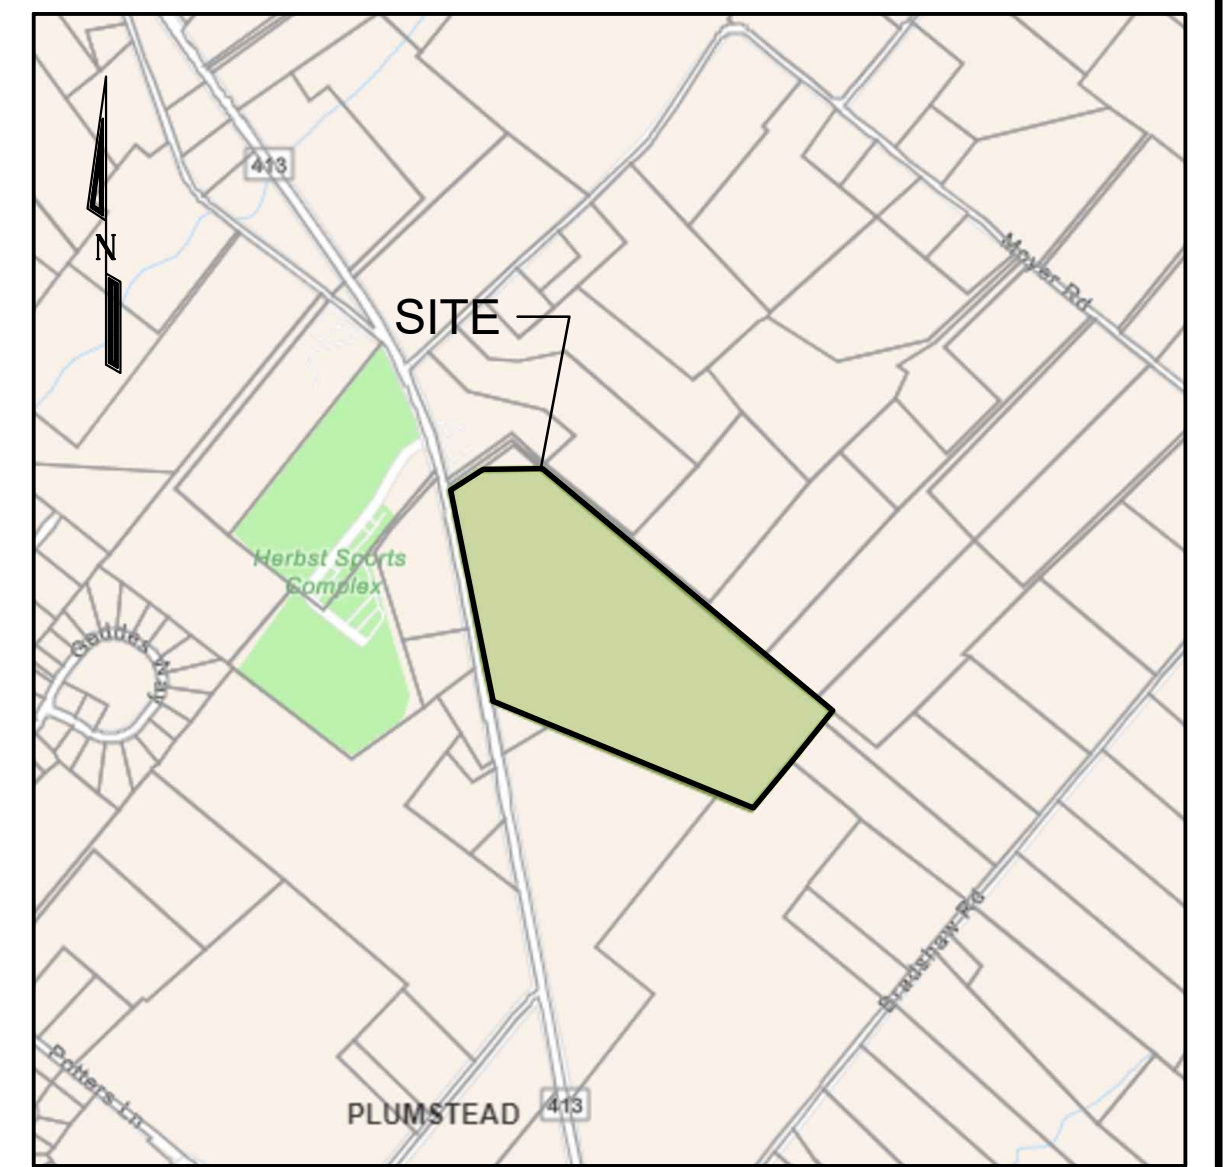 413
N
Moyer Rd
SITE
Herbst Sports
Complex
Geddes Way
Bradshaw Rd
Potters Ln
PLUMSTEAD
413